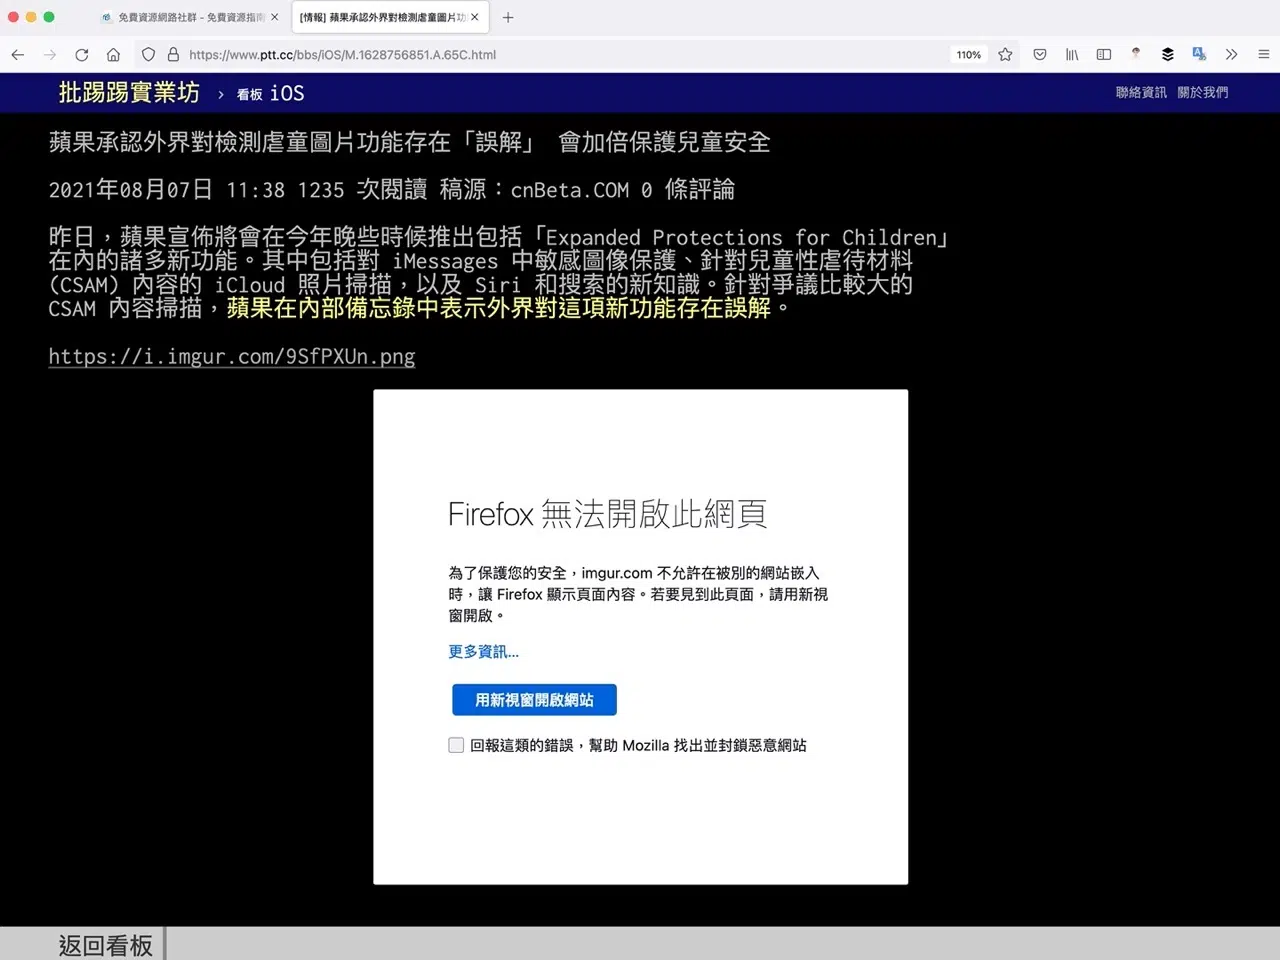 免費資源網路社群 - 免費資源指南
[情報] 蘋果承認外界對檢測虐童圖片功
https://www.ptt.cc/bbs/iOS/M.1628756851.A.65C.html
110%
批踢踢實業坊 › 看板 iOS
聯絡資訊 關於我們
蘋果承認外界對檢測虐童圖片功能存在「誤解」 會加倍保護兒童安全
2021年08月07日 11:38 1235 次閱讀 稿源：cnBeta.COM 0 條評論
昨日，蘋果宣佈將會在今年晚些時候推出包括「Expanded Protections for Children」
在內的諸多新功能。其中包括對 iMessages 中敏感圖像保護、針對兒童性虐待材料
(CSAM) 內容的 iCloud 照片掃描，以及 Siri 和搜索的新知識。針對爭議比較大的
CSAM 內容掃描，蘋果在內部備忘錄中表示外界對這項新功能存在誤解。
https://i.imgur.com/9SfPXUn.png
Firefox 無法開啟此網頁
為了保護您的安全，imgur.com 不允許在被別的網站嵌入
時，讓 Firefox 顯示頁面內容。若要見到此頁面，請用新視
窗開啟。
更多資訊...
用新視窗開啟網站
回報這類的錯誤，幫助 Mozilla 找出並封鎖惡意網站
返回看板